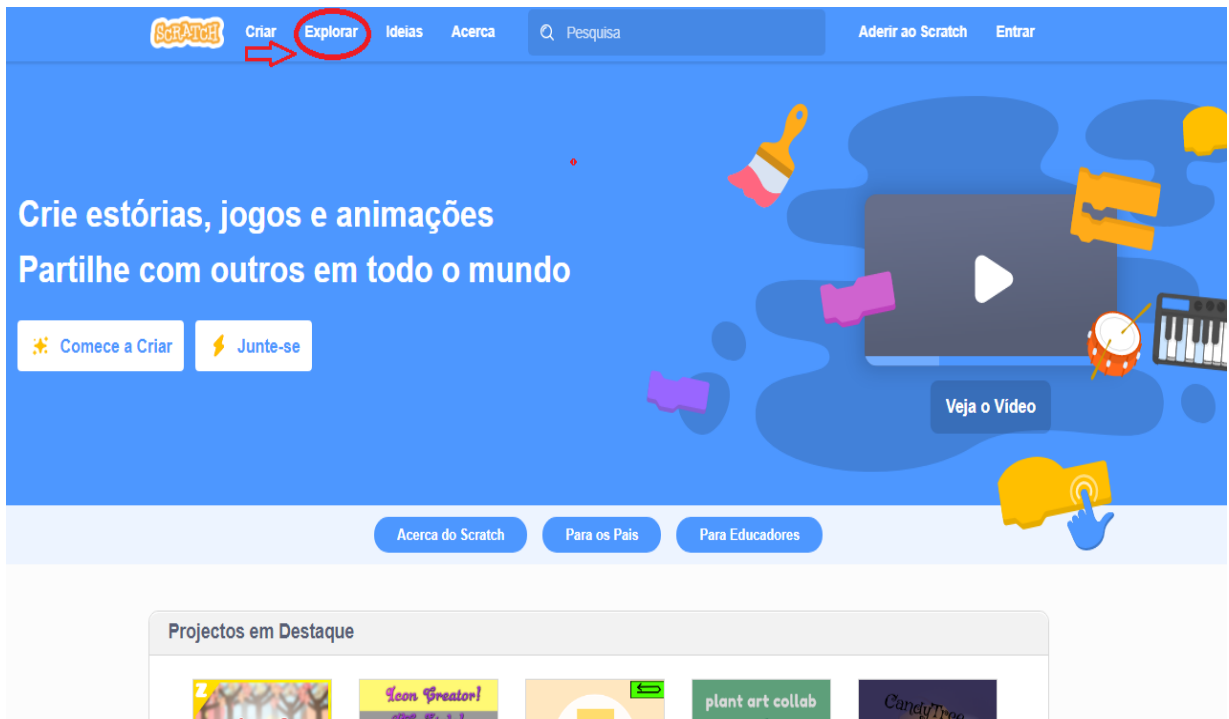 SCRATCH Criar Explorar Ideias Acerca Pesquisa Aderir ao Scratch Entrar
Crie estórias, jogos e animações
Partilhe com outros em todo o mundo
Comece a Criar Junte-se
Veja o Vídeo
Acerca do Scratch Para os Pais Para Educadores
Projectos em Destaque
Z
Icon Creator!
plant art collab
CandyTree